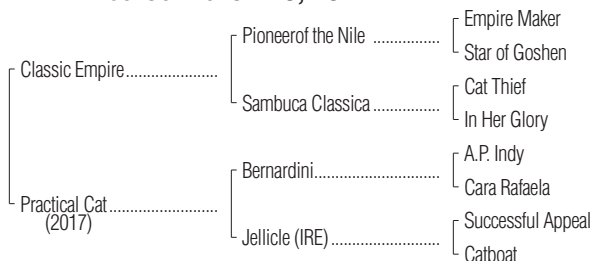 Empire Maker
Pioneerof the Nile ................
Star of Goshen
Classic Empire......................
Cat Thief
Sambuca Classica ................
In Her Glory
A.P. Indy
Bernardini..............................
Cara Rafaela
Practical Cat..........................
(2017)
Successful Appeal
Jellicle (IRE)..........................
Catboat